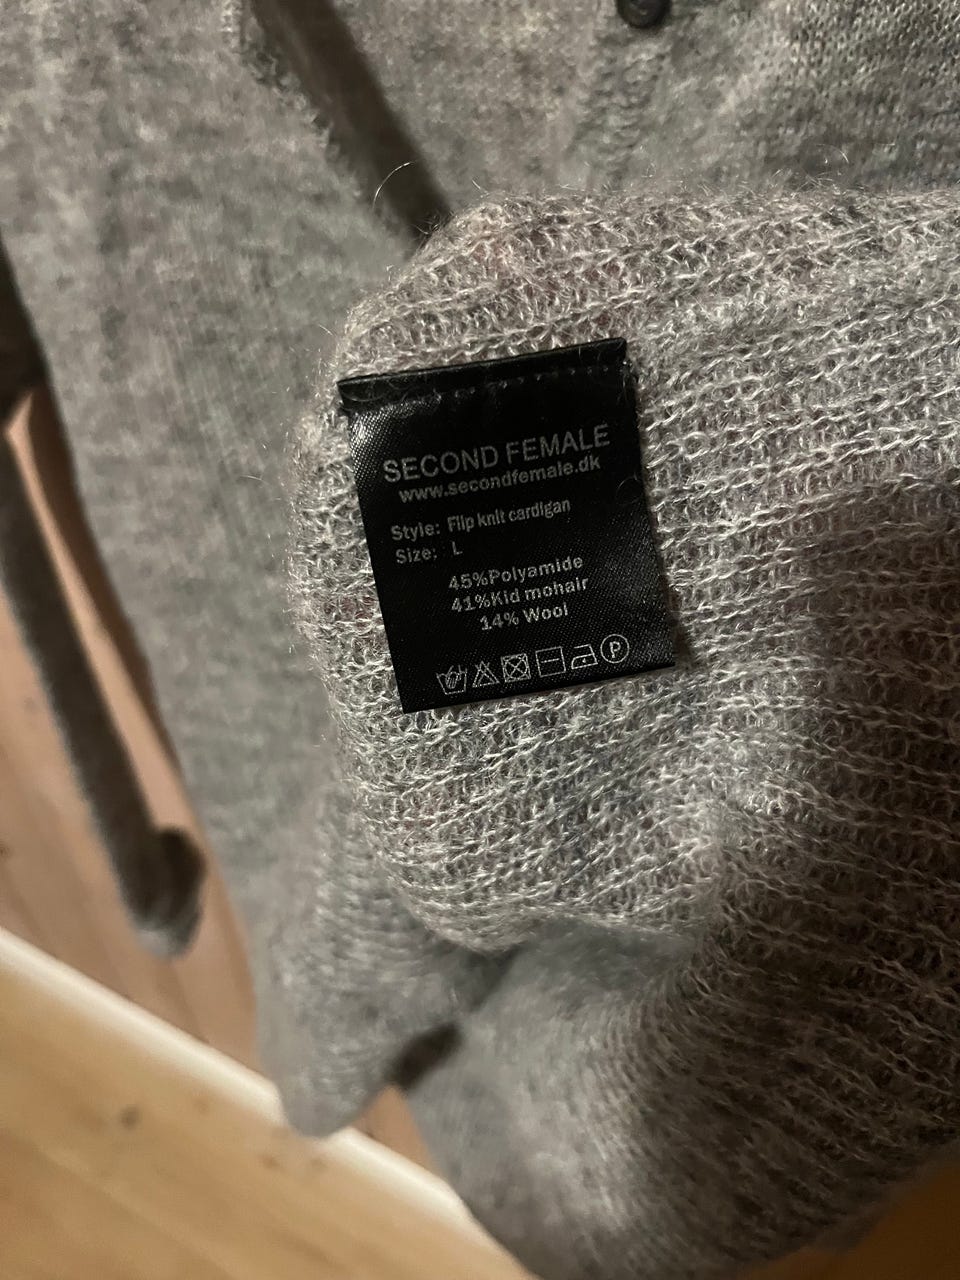 SECOND FEMALE
www.secondfemale.dk
Style: Flip knit cardigan
Size: L
45%Polyamide
41%Kid mohair
14% Wool
P